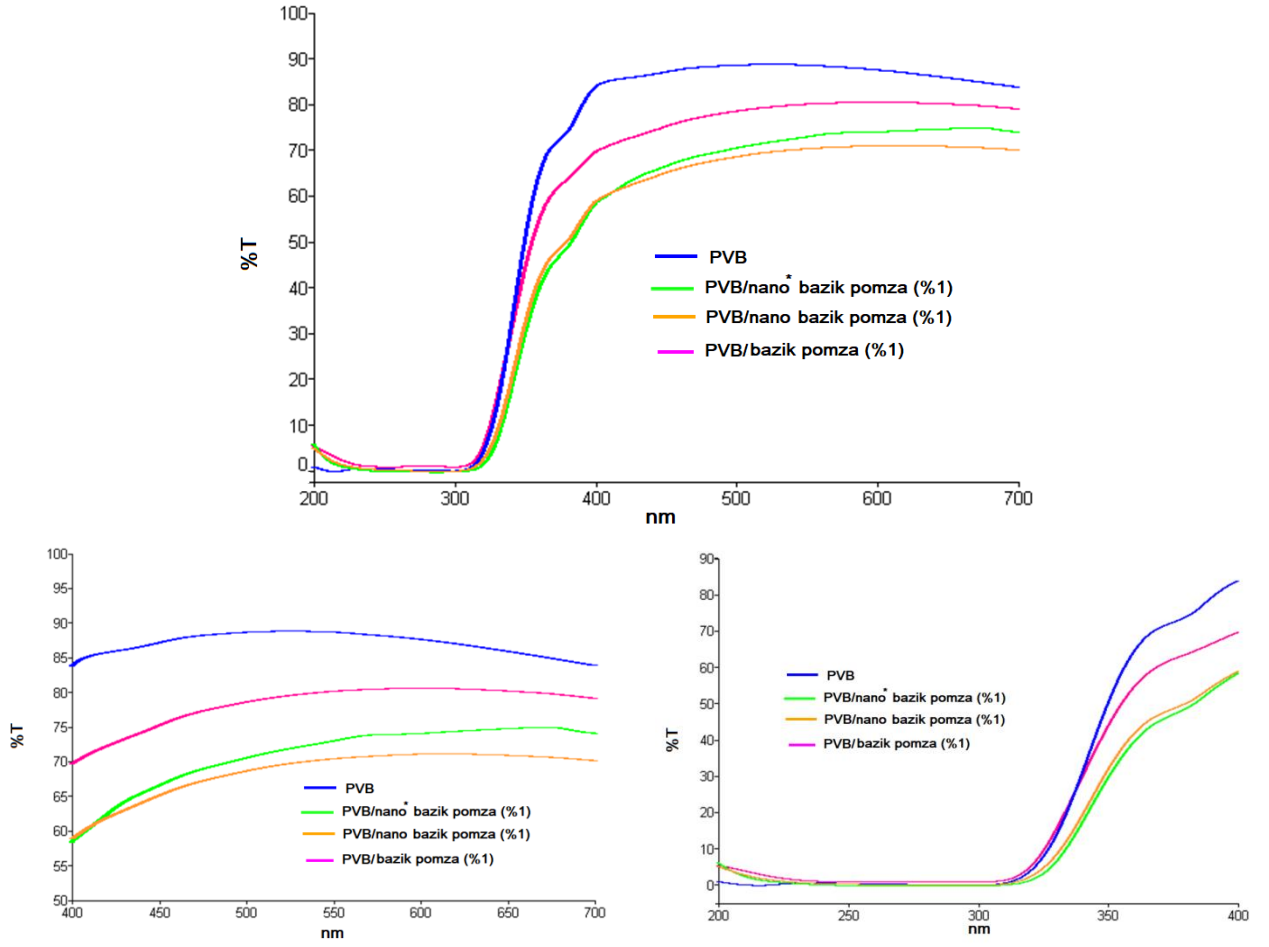 100
90
80
70
60
50
40
30
20
10
0
%T
PVB
PVB/nano* bazik pomza (%1)
PVB/nano bazik pomza (%1)
PVB/bazik pomza (%1)
200 300 400 500 600 700
nm
100
95
90
85
80
75
70
65
60
55
50
%T
PVB
PVB/nano* bazik pomza (%1)
PVB/nano bazik pomza (%1)
PVB/bazik pomza (%1)
400 450 500 550 600 650 700
nm
90
80
70
60
50
40
30
20
10
0
%T
PVB
PVB/nano* bazik pomza (%1)
PVB/nano bazik pomza (%1)
PVB/bazik pomza (%1)
200 250 300 350 400
nm